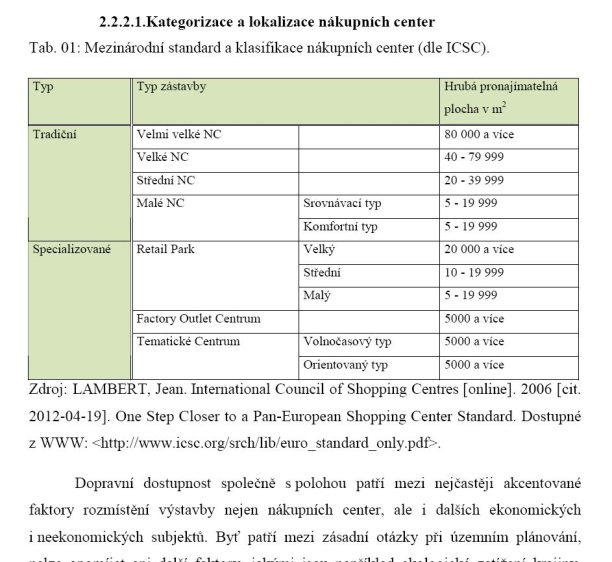 2.2.2.1.Kategorizace a lokalizace nákupních center
Tab. 01: Mezinárodní standard a klasifikace nákupních center (dle ICSC).
Typ Typ zástavby Hrubá pronajímatelná
plocha v m²
Tradiční Velmi velké NC 80 000 a více
Velké NC 40 - 79 999
Střední NC 20 - 39 999
Malé NC Srovnávací typ 5 - 19 999
Komfortní typ 5 - 19 999
Specializované Retail Park Velký 20 000 a více
Střední 10 - 19 999
Malý 5 - 19 999
Factory Outlet Centrum 5000 a více
Tematické Centrum Volnočasový typ 5000 a více
Orientovaný typ 5000 a více
Zdroj: LAMBERT, Jean. International Council of Shopping Centres [online]. 2006 [cit.
2012-04-19]. One Step Closer to a Pan-European Shopping Center Standard. Dostupné
z WWW: <http://www.icsc.org/srch/lib/euro_standard_only.pdf>.
Dopravní dostupnost společně s polohou patří mezi nejčastěji akcentované
faktory rozmístění výstavby nejen nákupních center, ale i dalších ekonomických
i neekonomických subjektů. Byť patří mezi zásadní otázky při územním plánování,